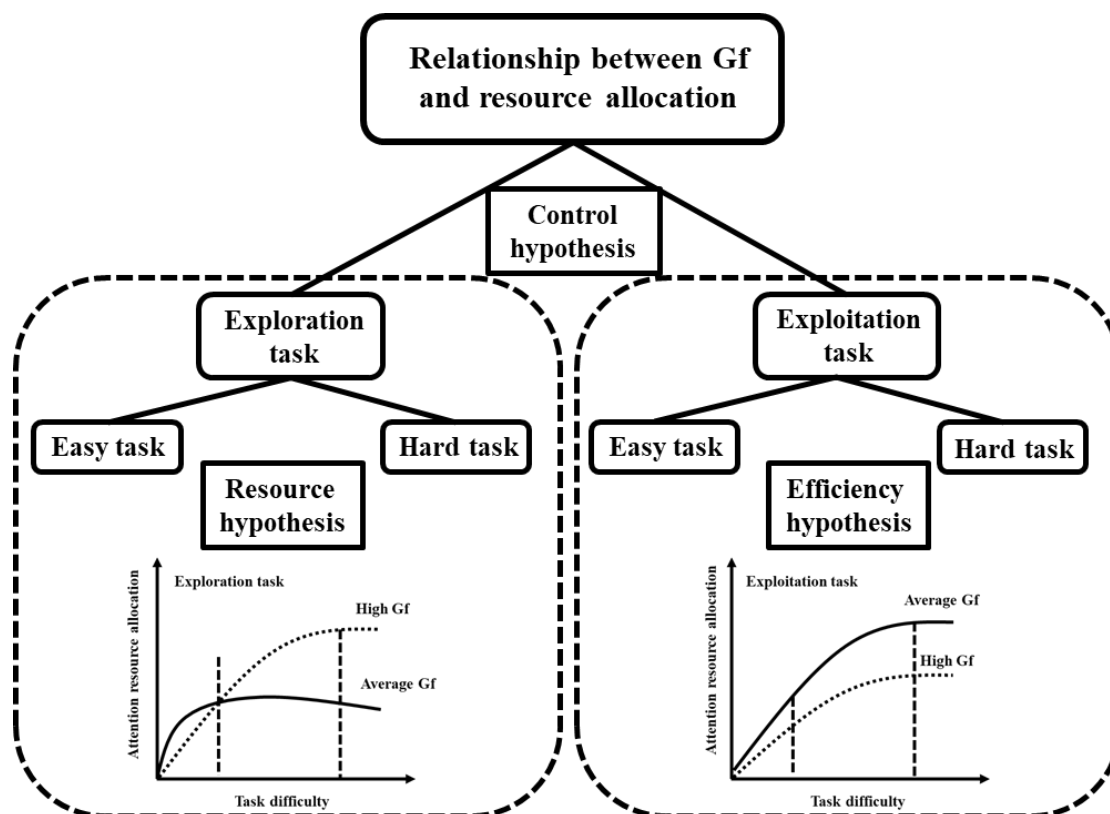 Relationship between Gf
and resource allocation
Control
hypothesis
Exploration
task
Easy task
Hard task
Resource
hypothesis
Attention resource allocation
Exploration task
High Gf
Average Gf
Task difficulty
Exploitation
task
Easy task
Hard task
Efficiency
hypothesis
Attention resource allocation
Exploitation task
Average Gf
High Gf
Task difficulty